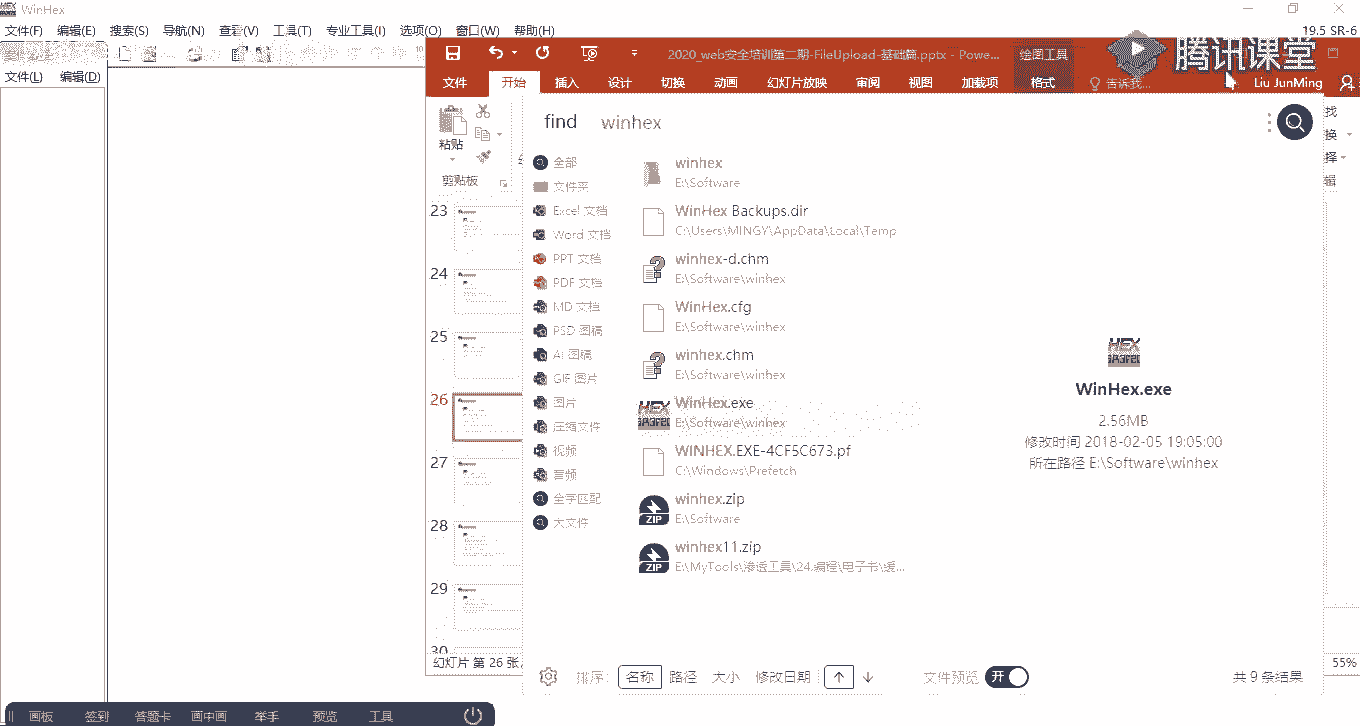 WinHex
文件(F) 编辑(E) 搜索(S) 导航(N) 查看(V) 工具(T) 专业工具(I) 选项(O) 窗口(W) 帮助(H)
19.5 SR-6
文件(L) 编辑(D)
2020_web安全培训第二期-FileUpload-基础篇.pptx - Powe...
绘图工具
腾讯课堂
文件 开始 插入 设计 切换 动画 幻灯片放映 审阅 视图 加载项 格式 告诉我... Liu JunMing
粘贴
剪贴板
find winhex
全部
文件夹
Excel 文档
Word 文档
PPT 文档
PDF 文档
MD 文档
PSD 图稿
AI 图稿
GIF 图片
图片
压缩文件
视频
音频
全字匹配
大文件
winhex
E:\Software
WinHex Backups.dir
C:\Users\MINGY\AppData\Local\Temp
winhex-d.chm
E:\Software\winhex
WinHex.cfg
E:\Software\winhex
winhex.chm
E:\Software\winhex
WinHex.exe
E:\Software\winhex
WINHEX.EXE-4CF5C673.pf
C:\Windows\Prefetch
winhex.zip
E:\Software
winhex11.zip
E:\MyTools\渗透工具\24.编程\电子书\缓...
WinHex.exe
2.56MB
修改时间 2018-02-05 19:05:00
所在路径 E:\Software\winhex
找
换
择
辑
23
24
25
26
27
28
29
30
幻灯片 第 26 张,
55%
排序: 名称 路径 大小 修改日期 ↑ ↓ 文件预览 开 共 9 条结果
画板 签到 答题卡 画中画 举手 预览 工具